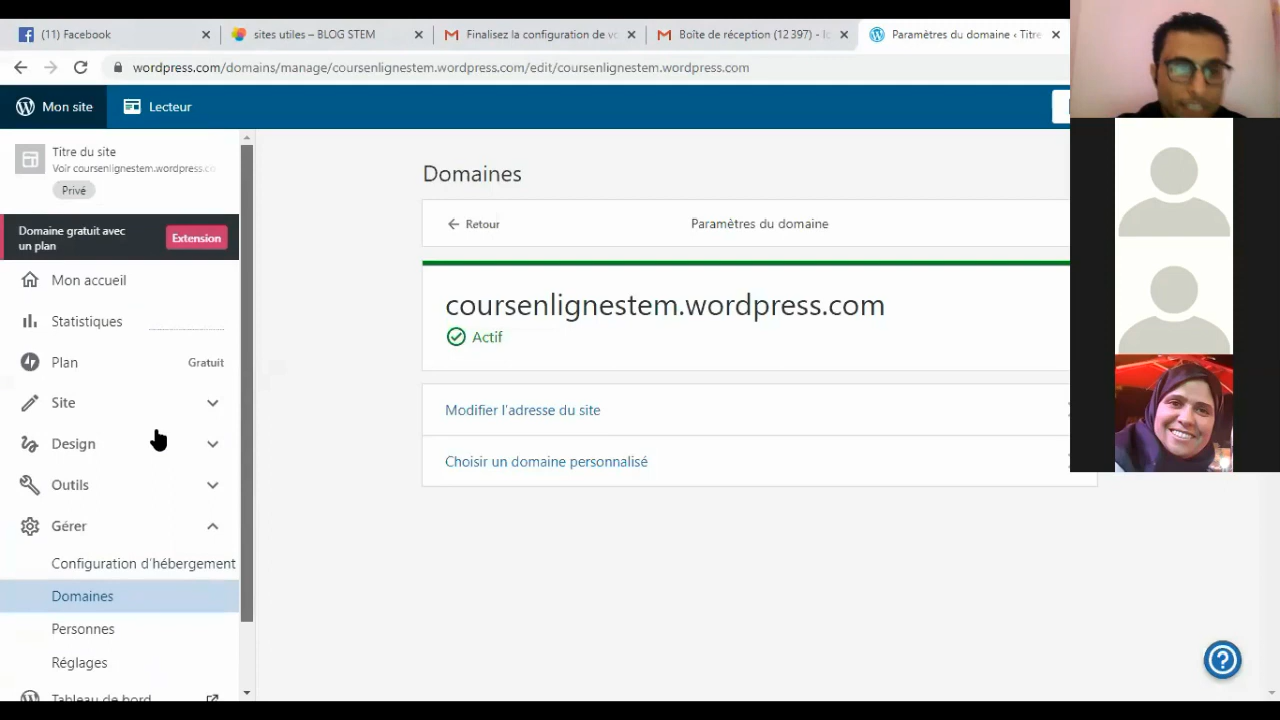 (11) Facebook
sites utiles – BLOG STEM
Finalisez la configuration de vo
Boîte de réception (12 397) -
Paramètres du domaine ‹ Titre
wordpress.com/domains/manage/coursenlignestem.wordpress.com/edit/coursenlignestem.wordpress.com
Mon site
Lecteur
Titre du site
Voir coursenlignestem.wordpress.co
Privé
Domaine gratuit avec
un plan
Extension
Mon accueil
Statistiques
Plan
Gratuit
Site
Design
Outils
Gérer
Configuration d'hébergement
Domaines
Personnes
Réglages
Tableau de bord
Domaines
Retour
Paramètres du domaine
coursenlignestem.wordpress.com
Actif
Modifier l'adresse du site
Choisir un domaine personnalisé